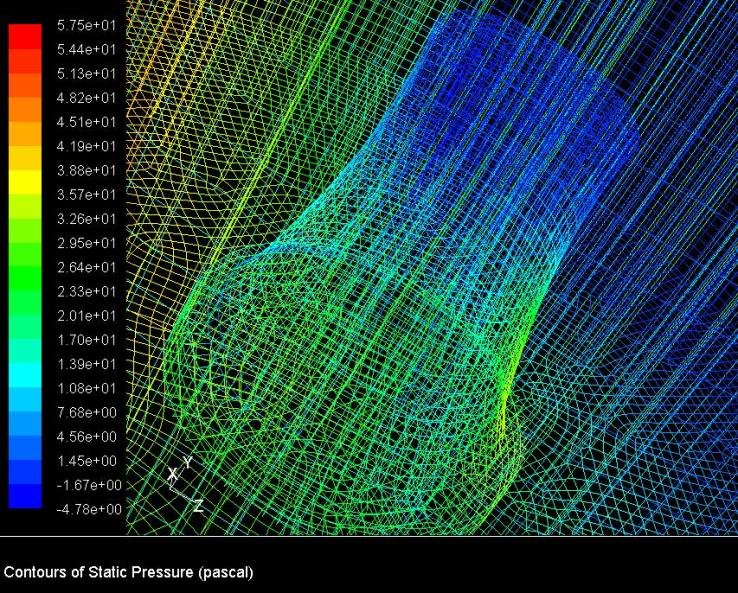 5.75e+01
5.44e+01
5.13e+01
4.82e+01
4.51e+01
4.19e+01
3.88e+01
3.57e+01
3.26e+01
2.95e+01
2.64e+01
2.33e+01
2.01e+01
1.70e+01
1.39e+01
1.08e+01
7.68e+00
4.56e+00
1.45e+00
-1.67e+00
-4.78e+00
Y
X
Z
Contours of Static Pressure (pascal)